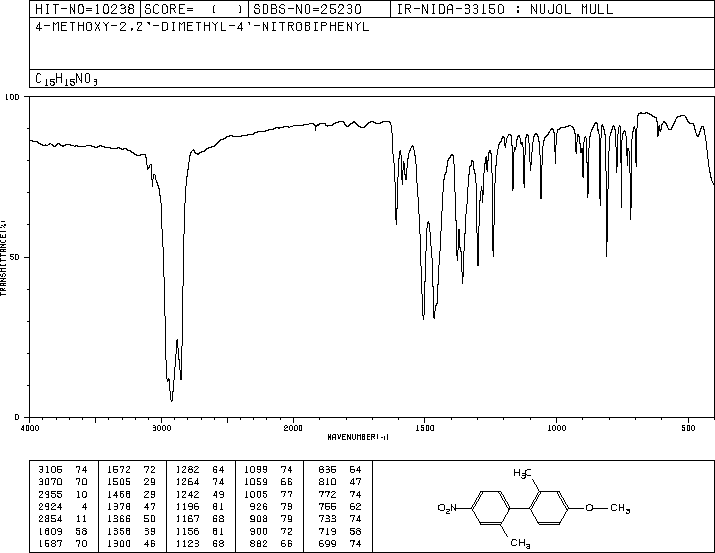 HIT-NO=10238 SCORE= ( ) SDBS-NO=25230 IR-NIDA-33150 : NUJOL MULL
4-METHOXY-2,2'-DIMETHYL-4'-NITROBIPHENYL
C15H15NO3
100
50
0
TRANSMITTANCE(%)
4000 3000 2000 1500 1000 500
WAVENUMBER(-1)
3105 74 1572 72 1282 64 1099 74 836 64
3070 70 1505 29 1264 74 1059 66 810 47
2955 10 1468 29 1242 49 1005 77 772 74
2924 4 1378 47 1196 81 926 79 766 62
2854 11 1366 50 1167 68 908 79 733 74
1609 58 1358 39 1156 81 900 72 719 58
1587 70 1300 46 1123 68 882 66 699 74
H3C
O2N
O
CH3
CH3